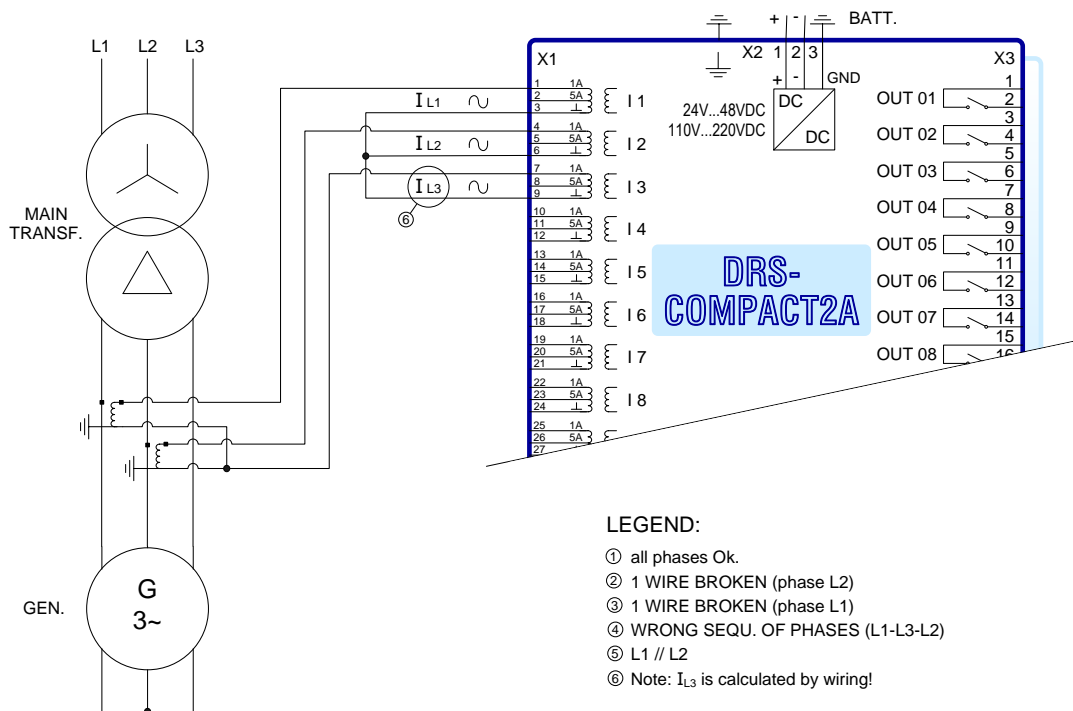 L1 L2 L3
MAIN
TRANSF.
GEN.
G
3~
I L1
I L2
I L3
⑥
+ - BATT.
X2 1 2 3
+ - GND
DC
DC
24V...48VDC
110V...220VDC
X1
1 1A
2 5A
3
I 1
4 1A
5 5A
6
I 2
7 1A
8 5A
9
I 3
10 1A
11 5A
12
I 4
13 1A
14 5A
15
I 5
16 1A
17 5A
18
I 6
19 1A
20 5A
21
I 7
22 1A
23 5A
24
I 8
25 1A
26 5A
27
DRS-
COMPACT2A
X3
1
OUT 01 2
3
OUT 02 4
5
OUT 03 6
7
OUT 04 8
9
OUT 05 10
11
OUT 06 12
13
OUT 07 14
15
OUT 08 16
LEGEND:
① all phases Ok.
② 1 WIRE BROKEN (phase L2)
③ 1 WIRE BROKEN (phase L1)
④ WRONG SEQU. OF PHASES (L1-L3-L2)
⑤ L1 // L2
⑥ Note: IL3 is calculated by wiring!